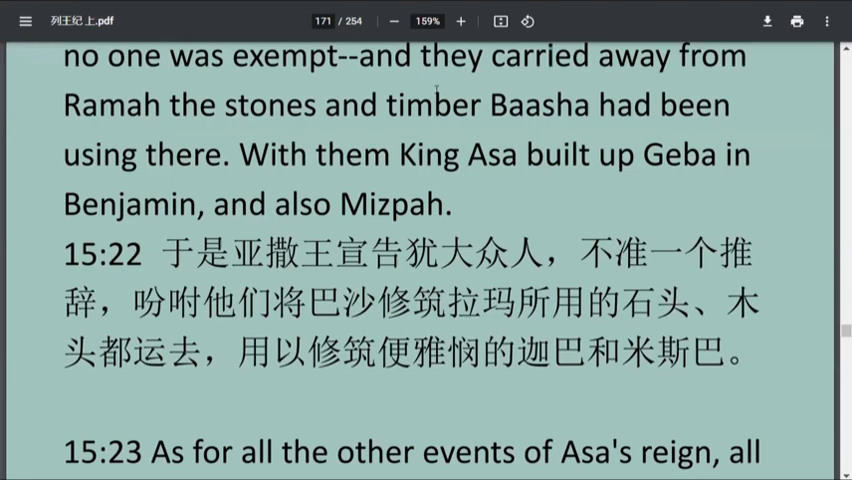 列王纪 上.pdf
171 / 254
159%
no one was exempt--and they carried away from
Ramah the stones and timber Baasha had been
using there. With them King Asa built up Geba in
Benjamin, and also Mizpah.
15:22 于是亚撒王宣告犹大众人，不准一个推
辞，吩咐他们将巴沙修筑拉玛所用的石头、木
头都运去，用以修筑便雅悯的迦巴和米斯巴。
15:23 As for all the other events of Asa's reign, all